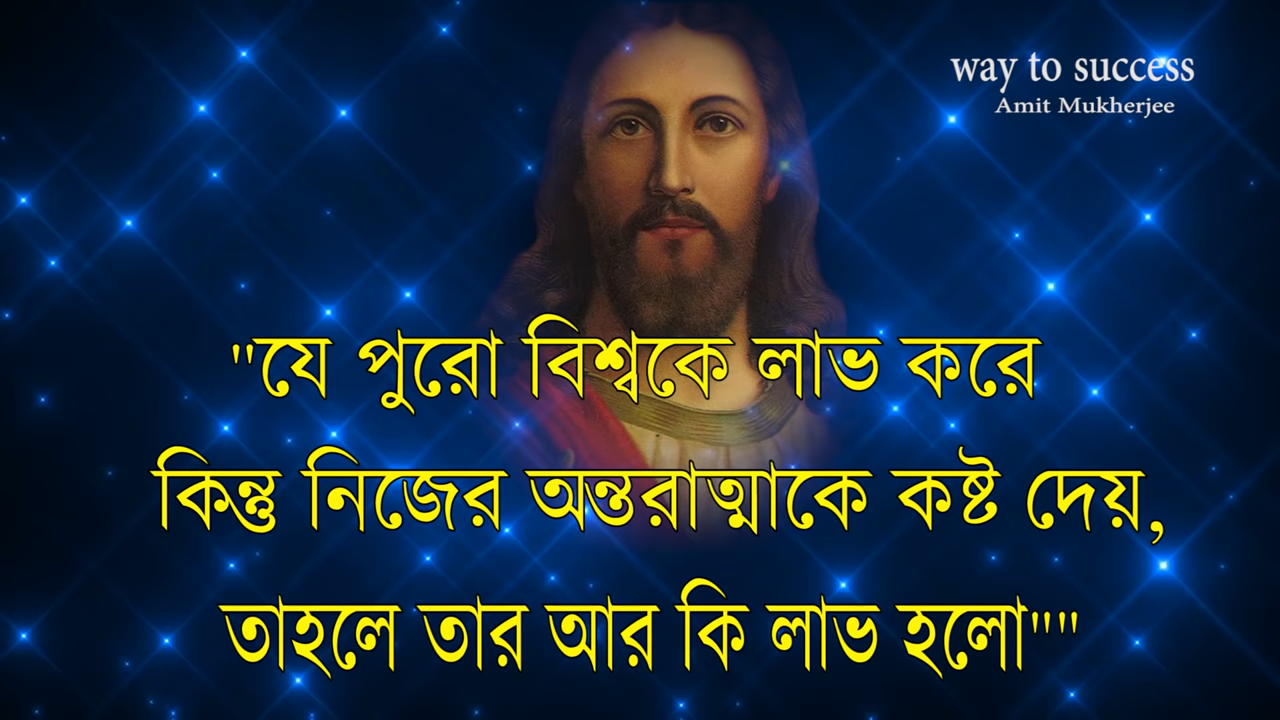 way to success
Amit Mukherjee
"যে পুরো বিশ্বকে লাভ করে
কিন্তু নিজের অন্তরাত্মাকে কষ্ট দেয়,
তাহলে তার আর কি লাভ হলো""